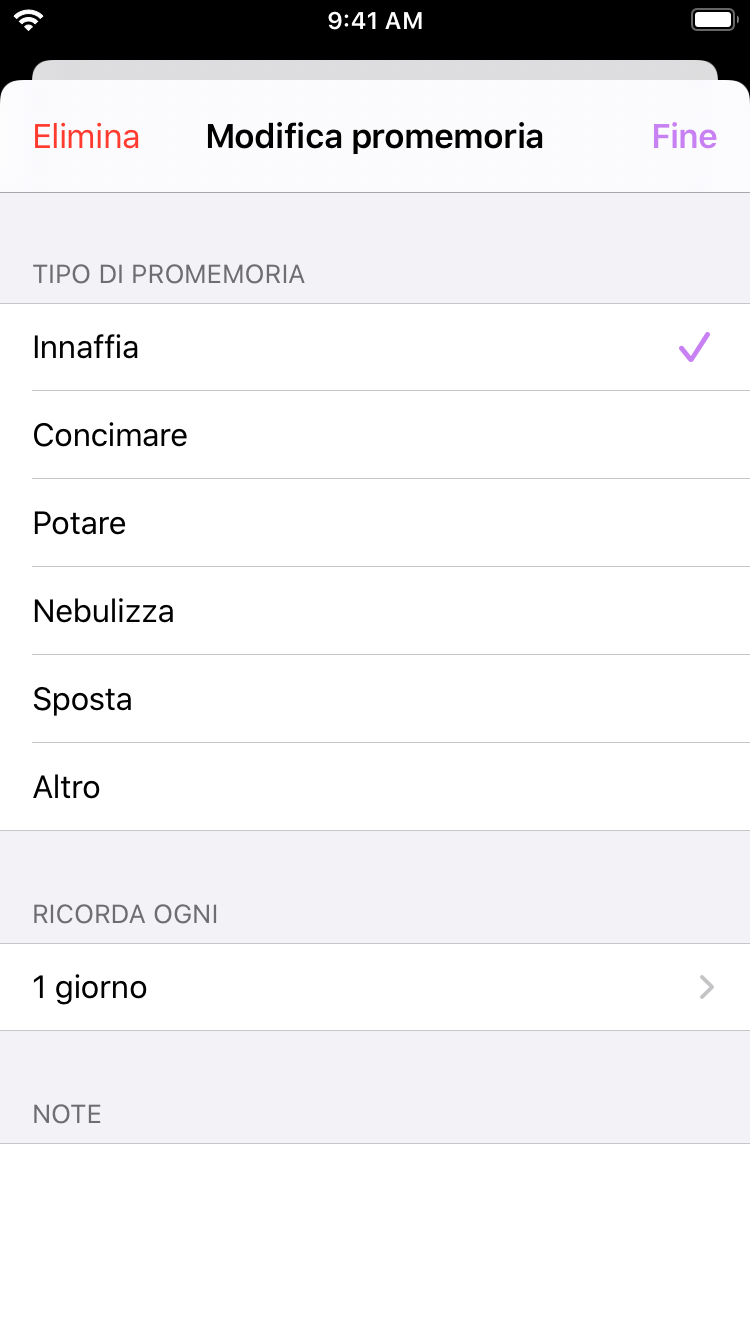 9:41 AM
Elimina Modifica promemoria Fine
TIPO DI PROMEMORIA
Innaffia
Concimare
Potare
Nebulizza
Sposta
Altro
RICORDA OGNI
1 giorno
NOTE